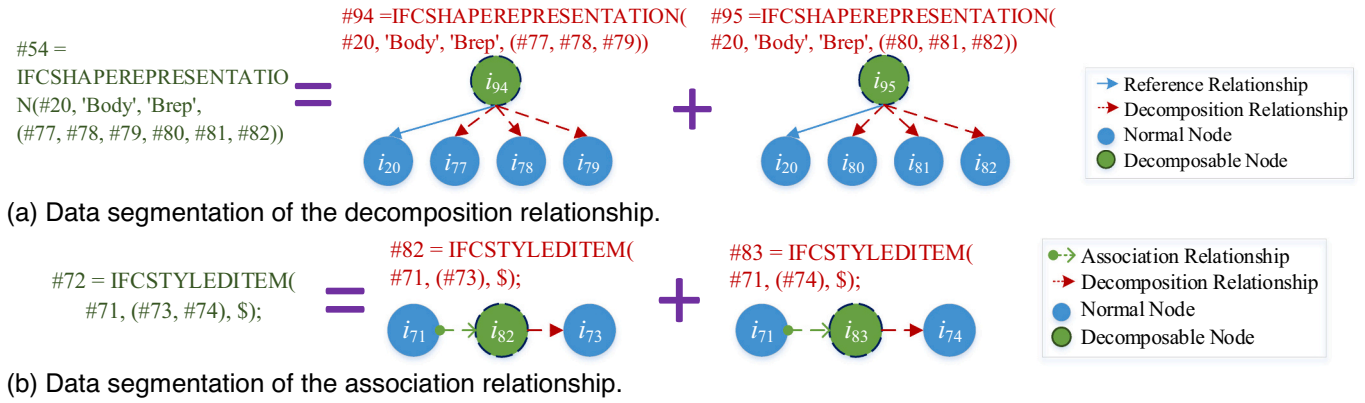 #54 =
IFCSHAPEREPRESENTATIO
N(#20, 'Body', 'Brep',
(#77, #78, #79, #80, #81, #82))
=
#94 =IFCSHAPEREPRESENTATION(
#20, 'Body', 'Brep', (#77, #78, #79))
i94
i20 i77 i78 i79
+
#95 =IFCSHAPEREPRESENTATION(
#20, 'Body', 'Brep', (#80, #81, #82))
i95
i20 i80 i81 i82
Reference Relationship
Decomposition Relationship
Normal Node
Decomposable Node
(a) Data segmentation of the decomposition relationship.
#72 = IFCSTYLEDITEM(
#71, (#73, #74), $);
=
#82 = IFCSTYLEDITEM(
#71, (#73), $);
i71 i82 i73
+
#83 = IFCSTYLEDITEM(
#71, (#74), $);
i71 i83 i74
Association Relationship
Decomposition Relationship
Normal Node
Decomposable Node
(b) Data segmentation of the association relationship.